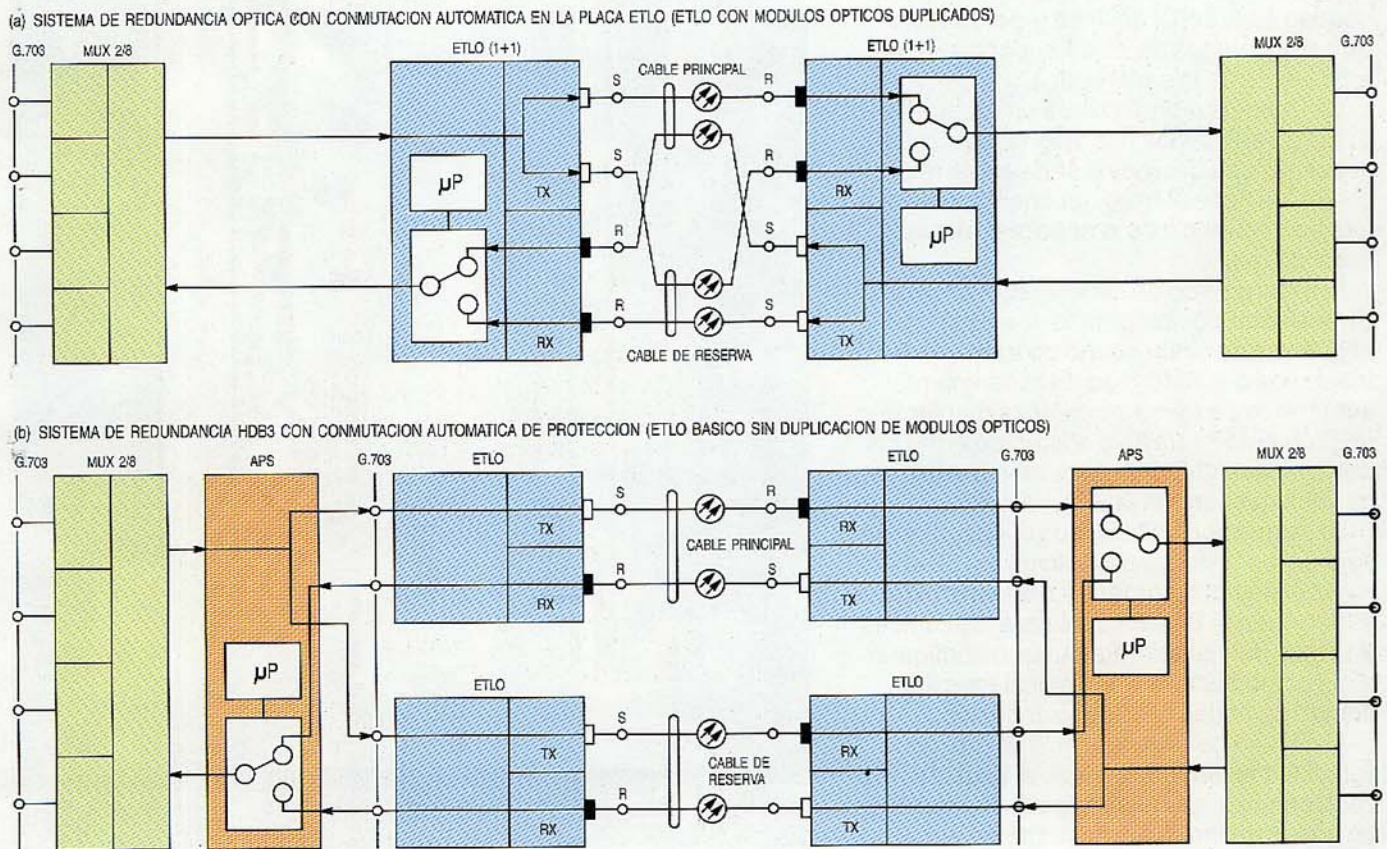 (a) SISTEMA DE REDUNDANCIA OPTICA CON CONMUTACION AUTOMATICA EN LA PLACA ETLO (ETLO CON MODULOS OPTICOS DUPLICADOS)
G.703 MUX 2/8 ETLO (1+1) ETLO (1+1) MUX 2/8 G.703
CABLE PRINCIPAL
S R
S R
µP TX RX
R S µP
R S
RX TX
CABLE DE RESERVA
(b) SISTEMA DE REDUNDANCIA HDB3 CON CONMUTACION AUTOMATICA DE PROTECCION (ETLO BASICO SIN DUPLICACION DE MODULOS OPTICOS)
G.703 MUX 2/8 APS G.703 ETLO ETLO G.703 APS MUX 2/8 G.703
S R
TX RX
CABLE PRINCIPAL
R S
RX TX
µP µP
ETLO ETLO
S R
TX RX
CABLE DE
RESERVA
R S
RX TX